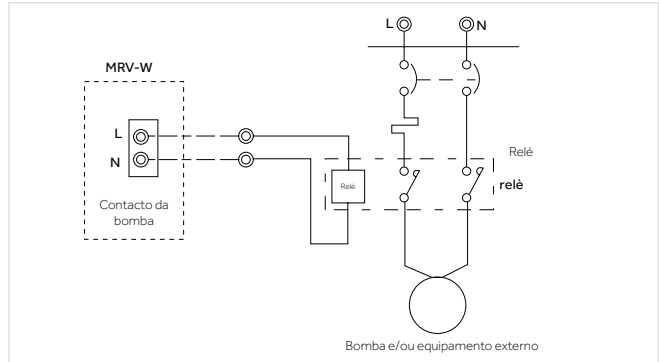 L N
MRV-W
L
N
Contacto da
bomba
Relé
Relé
relè
Bomba e/ou equipamento externo